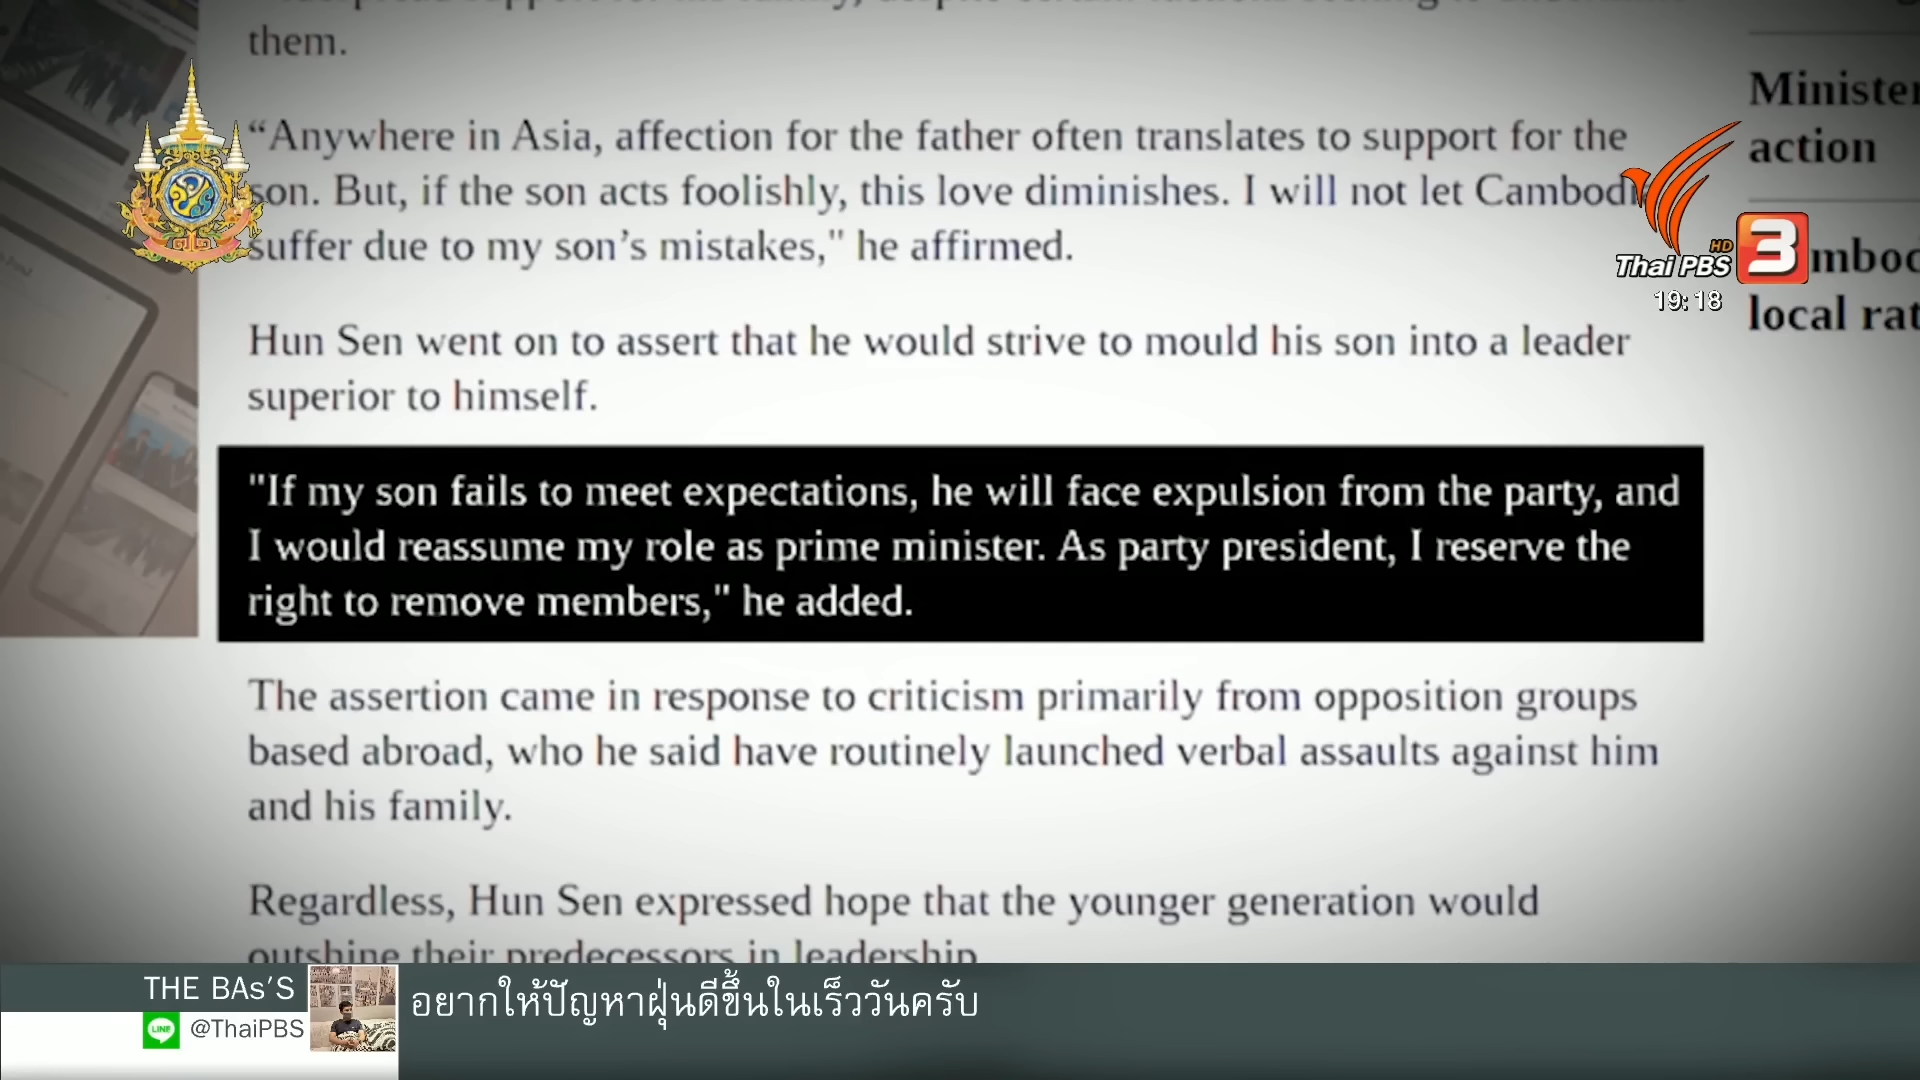 them.
“Anywhere in Asia, affection for the father often translates to support for the
son. But, if the son acts foolishly, this love diminishes. I will not let Cambodi
suffer due to my son’s mistakes," he affirmed.
Hun Sen went on to assert that he would strive to mould his son into a leader
superior to himself.
"If my son fails to meet expectations, he will face expulsion from the party, and
I would reassume my role as prime minister. As party president, I reserve the
right to remove members," he added.
The assertion came in response to criticism primarily from opposition groups
based abroad, who he said have routinely launched verbal assaults against him
and his family.
Regardless, Hun Sen expressed hope that the younger generation would
outshine their predecessors in leadership
Minister
action
mbod
local rat
HD
Thai PBS
3
19:18
THE BAs'S
LINE
@ThaiPBS
อยากให้ปัญหาฝุ่นดีขึ้นในเร็ววันครับ